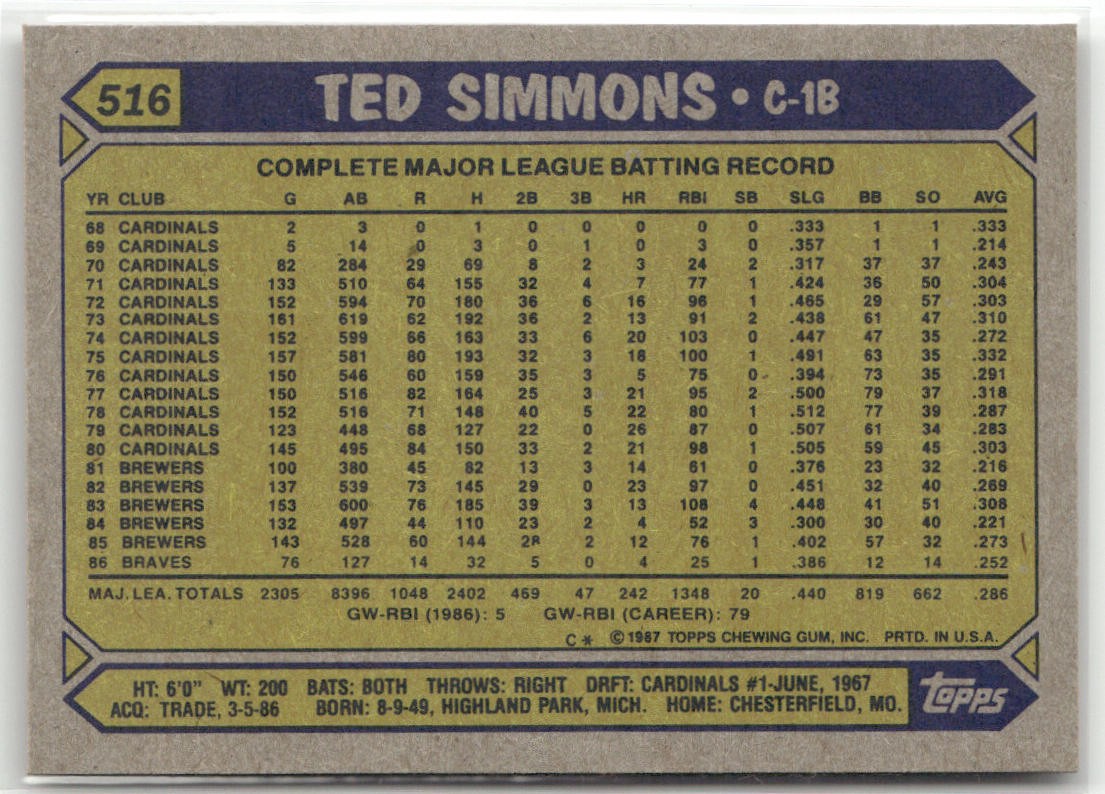 516 TED SIMMONS • C-1B
COMPLETE MAJOR LEAGUE BATTING RECORD
YR CLUB G AB R H 2B 3B HR RBI SB SLG BB SO AVG
68 CARDINALS 2 3 0 1 0 0 0 0 0 .333 1 1 .333
69 CARDINALS 5 14 0 3 0 1 0 3 0 .357 1 1 .214
70 CARDINALS 82 284 29 69 8 2 3 24 2 .317 37 37 .243
71 CARDINALS 133 510 64 155 32 4 7 77 1 .424 36 50 .304
72 CARDINALS 152 594 70 180 36 6 16 96 1 .465 29 57 .303
73 CARDINALS 161 619 62 192 36 2 13 91 2 .438 61 47 .310
74 CARDINALS 152 599 66 163 33 6 20 103 0 .447 47 35 .272
75 CARDINALS 157 581 80 193 32 3 18 100 1 .491 63 35 .332
76 CARDINALS 150 546 60 159 35 3 5 75 0 .394 73 35 .291
77 CARDINALS 150 516 82 164 25 3 21 95 2 .500 79 37 .318
78 CARDINALS 152 516 71 148 40 5 22 80 1 .512 77 39 .287
79 CARDINALS 123 448 68 127 22 0 26 87 0 .507 61 34 .283
80 CARDINALS 145 495 84 150 33 2 21 98 1 .505 59 45 .303
81 BREWERS 100 380 45 82 13 3 14 61 0 .376 23 32 .216
82 BREWERS 137 539 73 145 29 0 23 97 0 .451 32 40 .269
83 BREWERS 153 600 76 185 39 3 13 108 4 .448 41 51 .308
84 BREWERS 132 497 44 110 23 2 4 52 3 .300 30 40 .221
85 BREWERS 143 528 60 144 28 2 12 76 1 .402 57 32 .273
86 BRAVES 76 127 14 32 5 0 4 25 1 .386 12 14 .252
MAJ. LEA. TOTALS 2305 8396 1048 2402 469 47 242 1348 20 .440 819 662 .286
GW-RBI (1986): 5 GW-RBI (CAREER): 79
C* ©1987 TOPPS CHEWING GUM, INC. PRTD. IN U.S.A.
HT: 6'0" WT: 200 BATS: BOTH THROWS: RIGHT DRFT: CARDINALS #1-JUNE, 1967
ACQ: TRADE, 3-5-86 BORN: 8-9-49, HIGHLAND PARK, MICH. HOME: CHESTERFIELD, MO.
topps